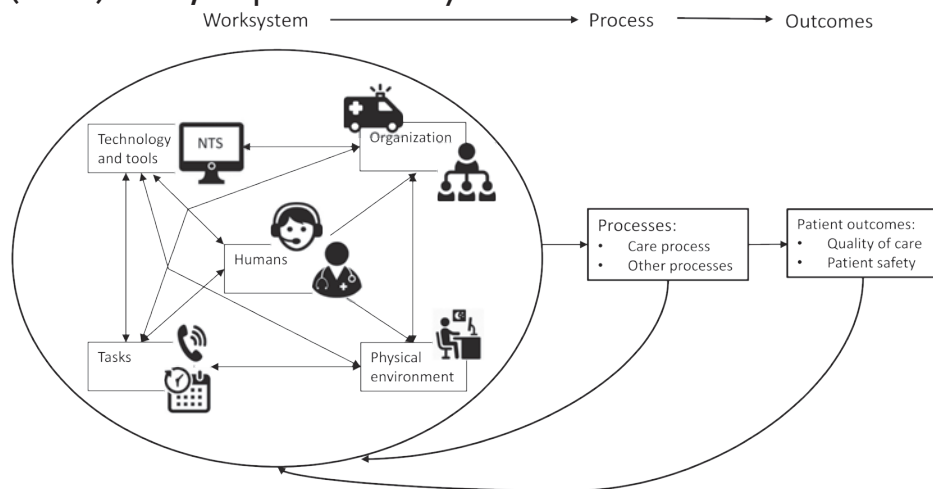 Worksystem
Process
Outcomes
Technology
and tools
NTS
Organization
Humans
Tasks
Physical
environment
Processes:
• Care process
• Other processes
Patient outcomes:
• Quality of care
• Patient safety